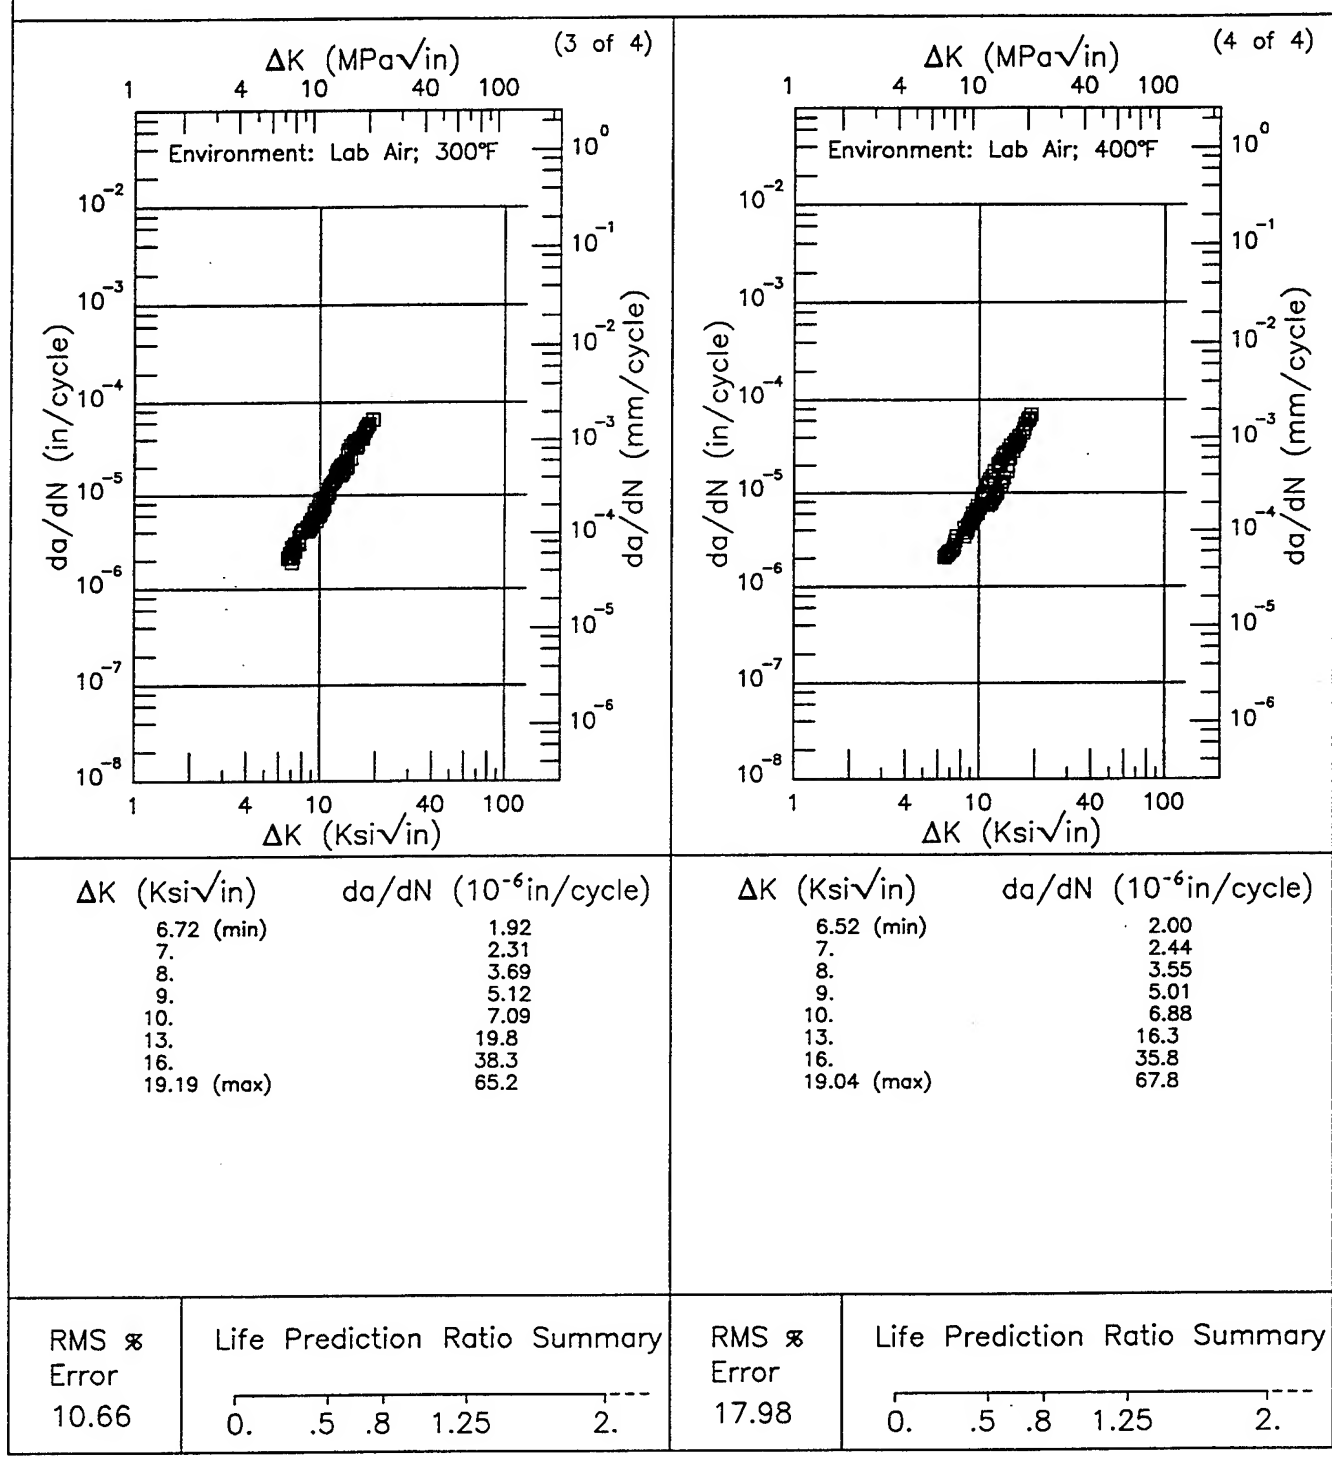 (3 of 4)
ΔK (MPa√in)
1 4 10 40 100
Environment: Lab Air; 300°F
10⁻²
10⁻³
10⁻⁴
10⁻⁵
10⁻⁶
10⁻⁷
10⁻⁸
da/dN (in/cycle)
10⁰
10⁻¹
10⁻²
10⁻³
10⁻⁴
10⁻⁵
10⁻⁶
da/dN (mm/cycle)
1 4 10 40 100
ΔK (Ksi√in)
ΔK (Ksi√in) da/dN (10⁻⁶in/cycle)
6.72 (min) 1.92
7. 2.31
8. 3.69
9. 5.12
10. 7.09
13. 19.8
16. 38.3
19.19 (max) 65.2
RMS %
Error
10.66
Life Prediction Ratio Summary
0. .5 .8 1.25 2.
(4 of 4)
ΔK (MPa√in)
1 4 10 40 100
Environment: Lab Air; 400°F
10⁻²
10⁻³
10⁻⁴
10⁻⁵
10⁻⁶
10⁻⁷
10⁻⁸
da/dN (in/cycle)
10⁰
10⁻¹
10⁻²
10⁻³
10⁻⁴
10⁻⁵
10⁻⁶
da/dN (mm/cycle)
1 4 10 40 100
ΔK (Ksi√in)
ΔK (Ksi√in) da/dN (10⁻⁶in/cycle)
6.52 (min) 2.00
7. 2.44
8. 3.55
9. 5.01
10. 6.88
13. 16.3
16. 35.8
19.04 (max) 67.8
RMS %
Error
17.98
Life Prediction Ratio Summary
0. .5 .8 1.25 2.